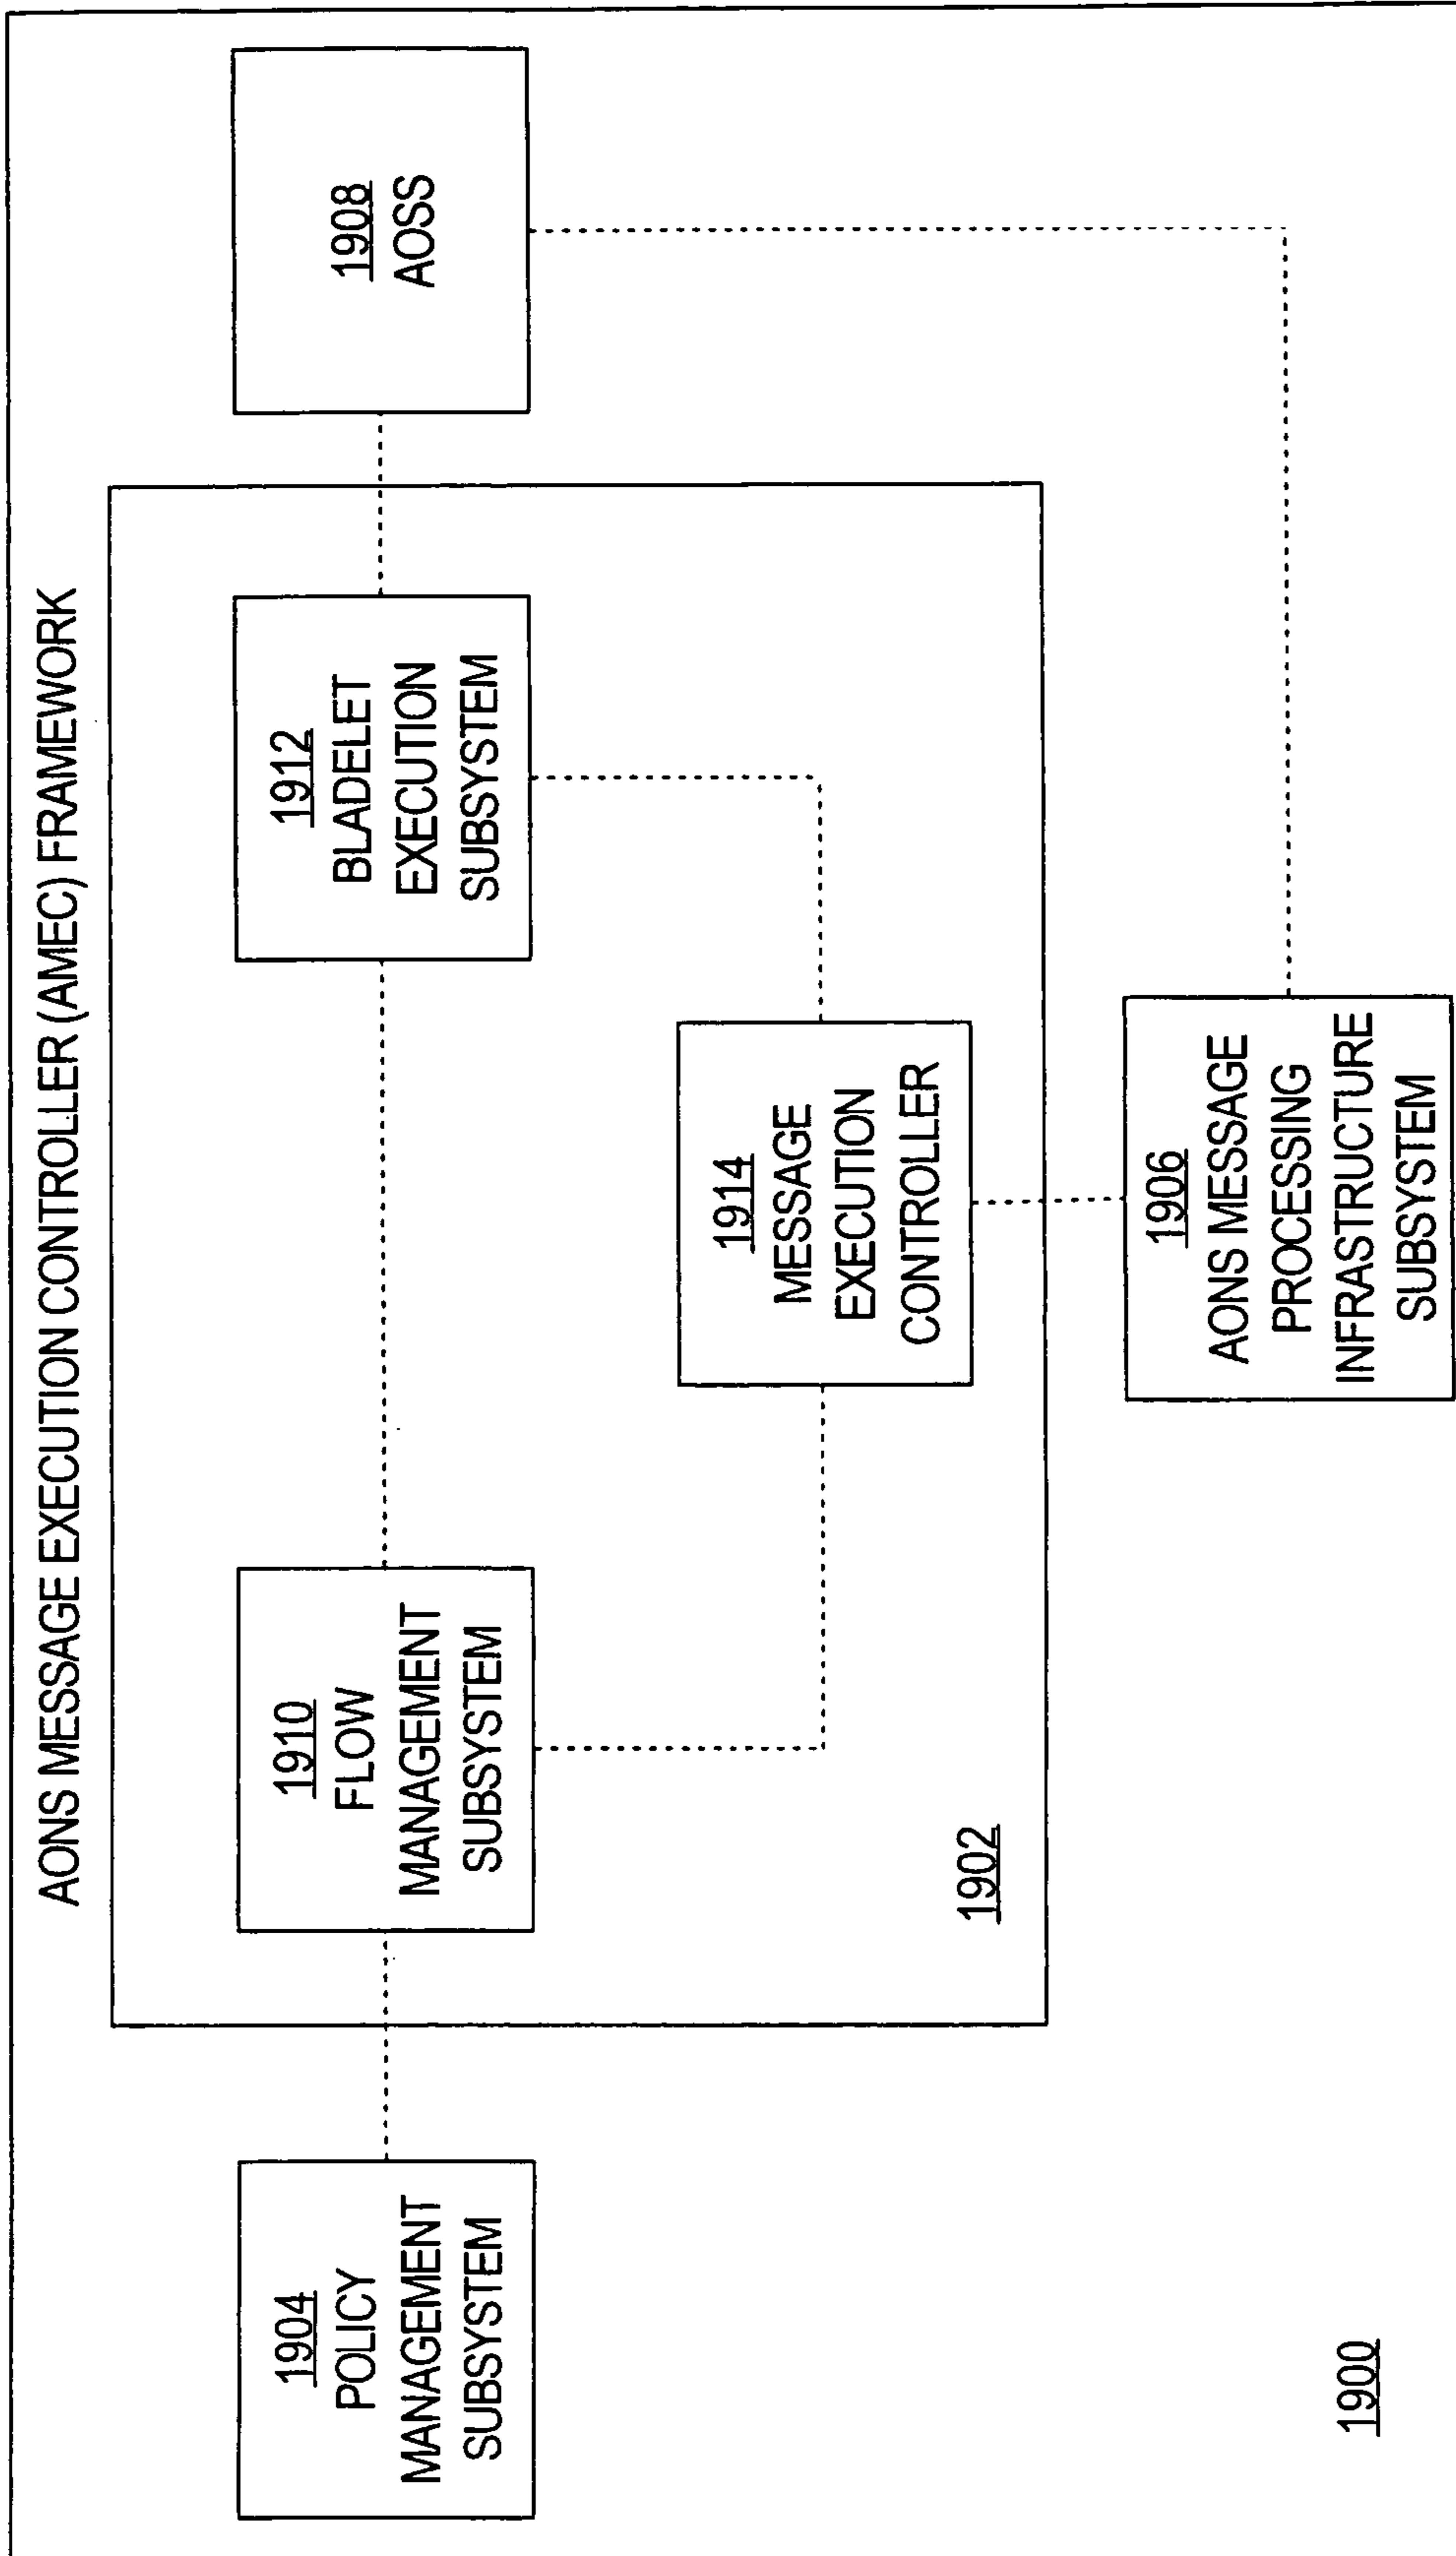 AONS MESSAGE EXECUTION CONTROLLER (AMEC) FRAMEWORK
1904
POLICY
MANAGEMENT
SUBSYSTEM
1910
FLOW
MANAGEMENT
SUBSYSTEM
1912
BLADELET
EXECUTION
SUBSYSTEM
1908
AOSS
1914
MESSAGE
EXECUTION
CONTROLLER
1902
1906
AONS MESSAGE
PROCESSING
INFRASTRUCTURE
SUBSYSTEM
1900